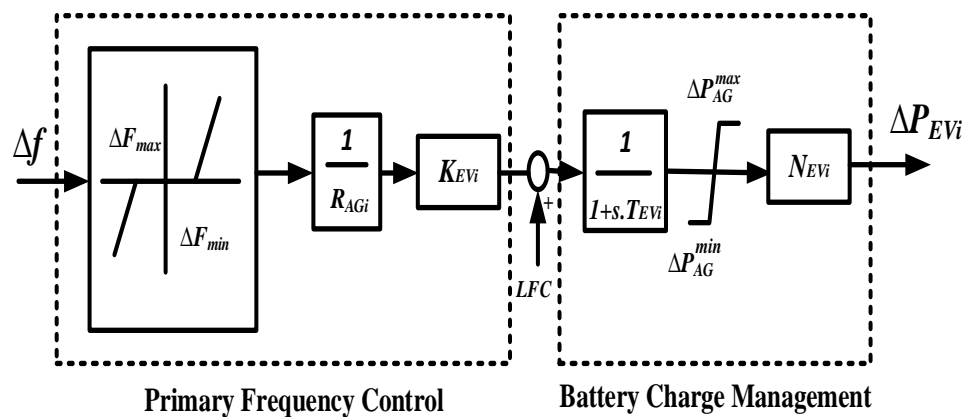 Δf
ΔF_max
ΔF_min
1
R_AGi
K_EVi
+
LFC
1
1+s.T_EVi
ΔP_AG^max
ΔP_AG^min
N_EVi
ΔP_EVi
Primary Frequency Control
Battery Charge Management